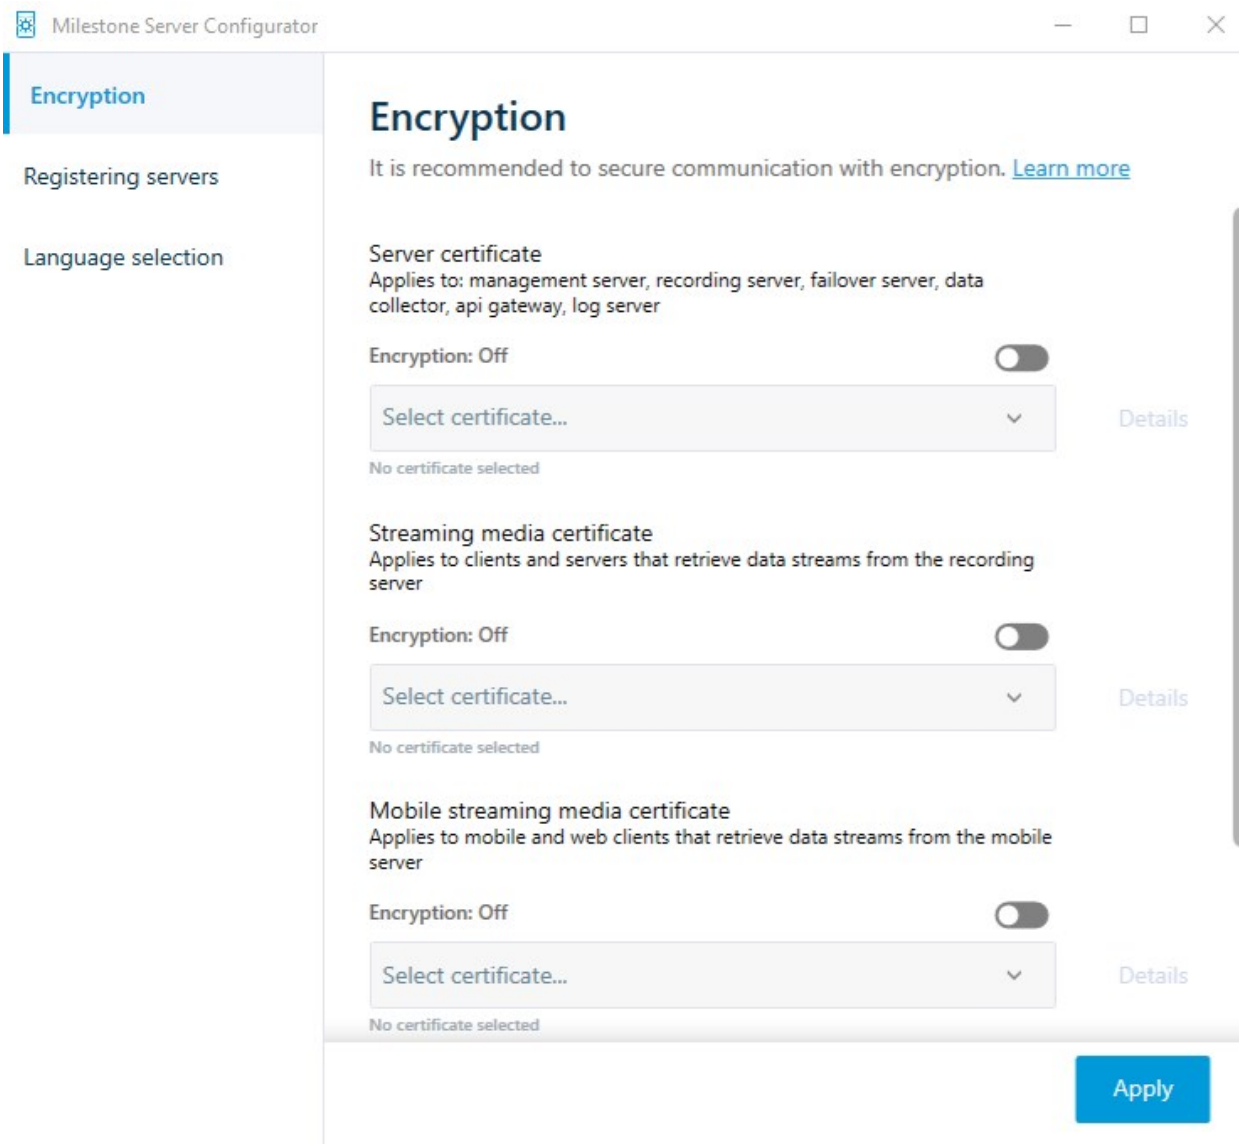 Milestone Server Configurator
Encryption
Registering servers
Language selection
Encryption
It is recommended to secure communication with encryption. Learn more
Server certificate
Applies to: management server, recording server, failover server, data
collector, api gateway, log server
Encryption: Off
Select certificate...
Details
No certificate selected
Streaming media certificate
Applies to clients and servers that retrieve data streams from the recording
server
Encryption: Off
Select certificate...
Details
No certificate selected
Mobile streaming media certificate
Applies to mobile and web clients that retrieve data streams from the mobile
server
Encryption: Off
Select certificate...
Details
No certificate selected
Apply